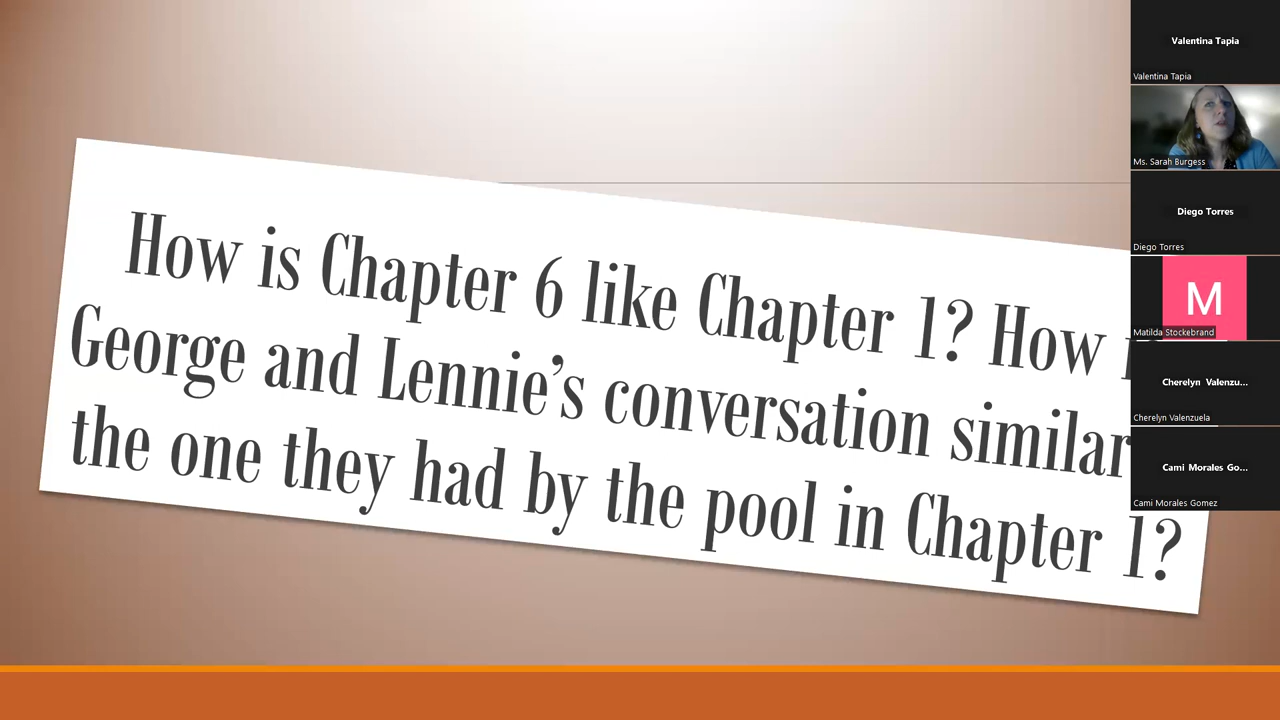 How is Chapter 6 like Chapter 1? How
George and Lennie’s conversation similar
the one they had by the pool in Chapter 1?
Valentina Tapia
Valentina Tapia
Ms. Sarah Burgess
Diego Torres
Diego Torres
M
Matilda Stockebrand
Cherelyn Valenzu...
Cherelyn Valenzuela
Cami Morales Go...
Cami Morales Gomez